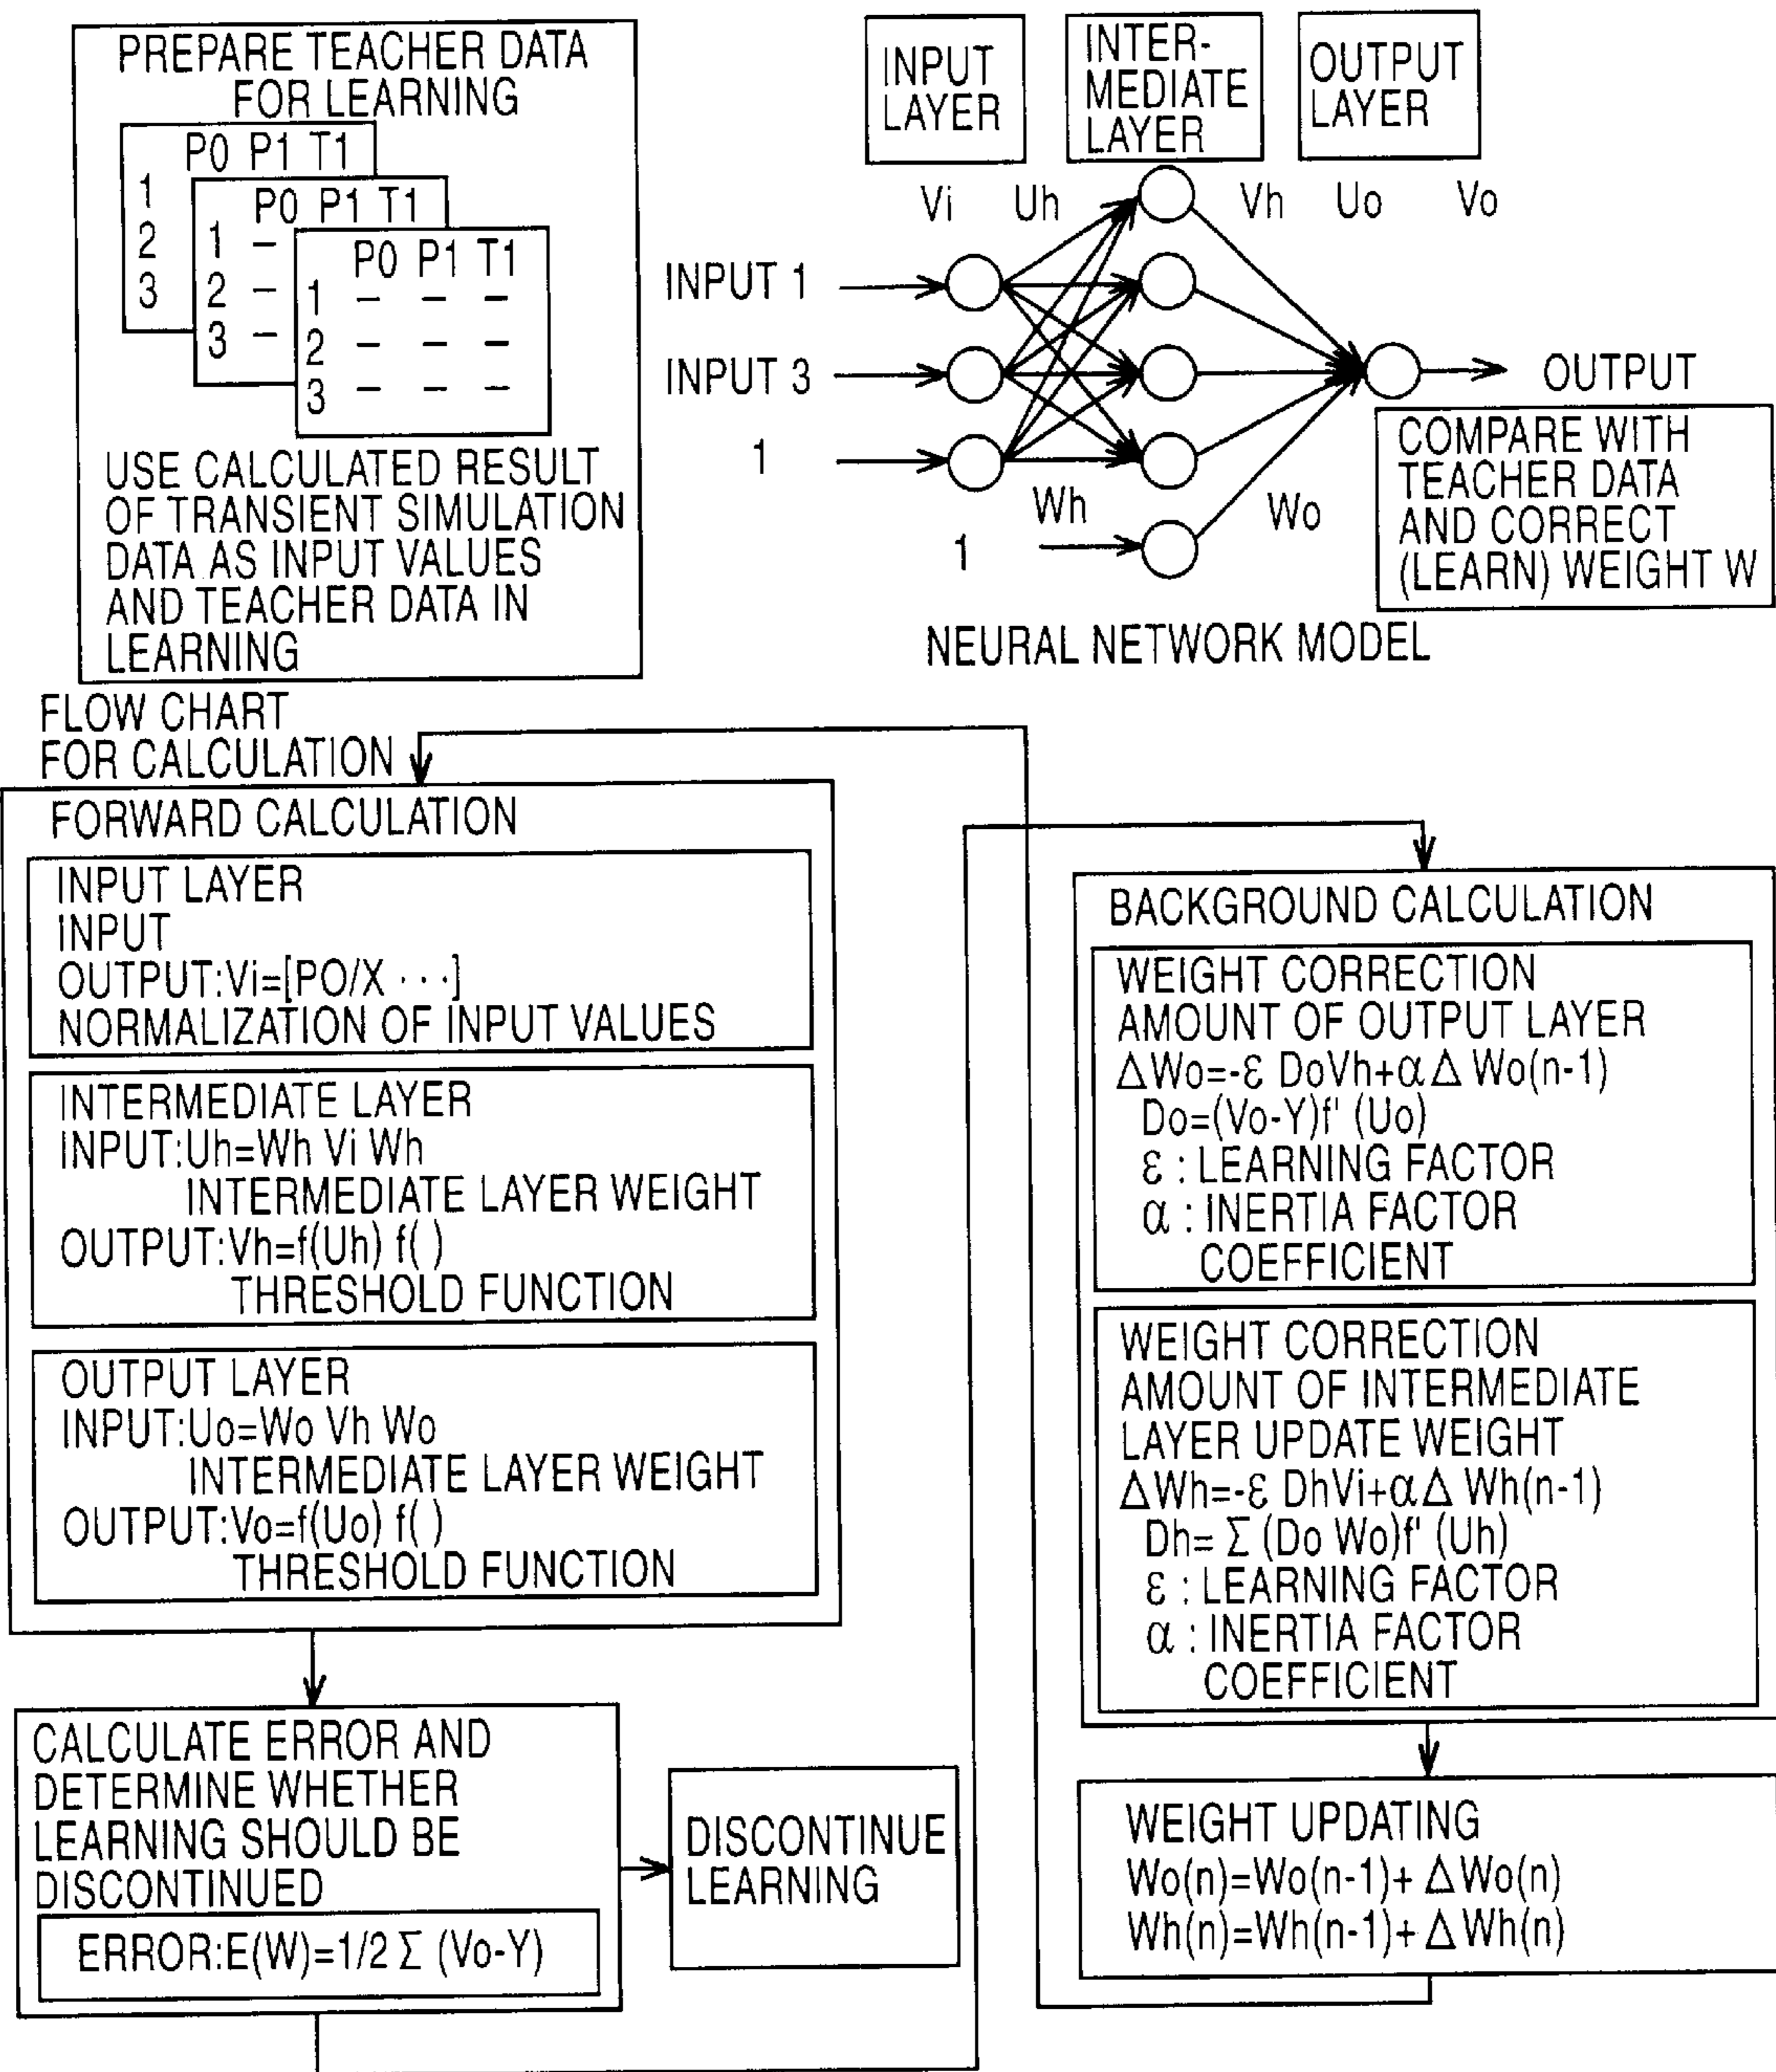 PREPARE TEACHER DATA
FOR LEARNING
P0 P1 T1
1
2
3
P0 P1 T1
1 –
2 –
3 –
P0 P1 T1
1 – – –
2 – – –
3 – – –
USE CALCULATED RESULT
OF TRANSIENT SIMULATION
DATA AS INPUT VALUES
AND TEACHER DATA IN
LEARNING
INPUT
LAYER
INTER-
MEDIATE
LAYER
OUTPUT
LAYER
Vi Uh Vh Uo Vo
INPUT 1
INPUT 3
1
1
Wh
Wo
OUTPUT
COMPARE WITH
TEACHER DATA
AND CORRECT
(LEARN) WEIGHT W
NEURAL NETWORK MODEL
FLOW CHART
FOR CALCULATION
FORWARD CALCULATION
INPUT LAYER
INPUT
OUTPUT:Vi=[PO/X · · ·]
NORMALIZATION OF INPUT VALUES
INTERMEDIATE LAYER
INPUT:Uh=Wh Vi Wh
INTERMEDIATE LAYER WEIGHT
OUTPUT:Vh=f(Uh) f( )
THRESHOLD FUNCTION
OUTPUT LAYER
INPUT:Uo=Wo Vh Wo
INTERMEDIATE LAYER WEIGHT
OUTPUT:Vo=f(Uo) f( )
THRESHOLD FUNCTION
CALCULATE ERROR AND
DETERMINE WHETHER
LEARNING SHOULD BE
DISCONTINUED
ERROR:E(W)=1/2 Σ (Vo-Y)
DISCONTINUE
LEARNING
BACKGROUND CALCULATION
WEIGHT CORRECTION
AMOUNT OF OUTPUT LAYER
ΔWo=-ε DoVh+αΔ Wo(n-1)
Do=(Vo-Y)f' (Uo)
ε : LEARNING FACTOR
α : INERTIA FACTOR
COEFFICIENT
WEIGHT CORRECTION
AMOUNT OF INTERMEDIATE
LAYER UPDATE WEIGHT
ΔWh=-ε DhVi+αΔ Wh(n-1)
Dh= Σ (Do Wo)f' (Uh)
ε : LEARNING FACTOR
α : INERTIA FACTOR
COEFFICIENT
WEIGHT UPDATING
Wo(n)=Wo(n-1)+ ΔWo(n)
Wh(n)=Wh(n-1)+ ΔWh(n)